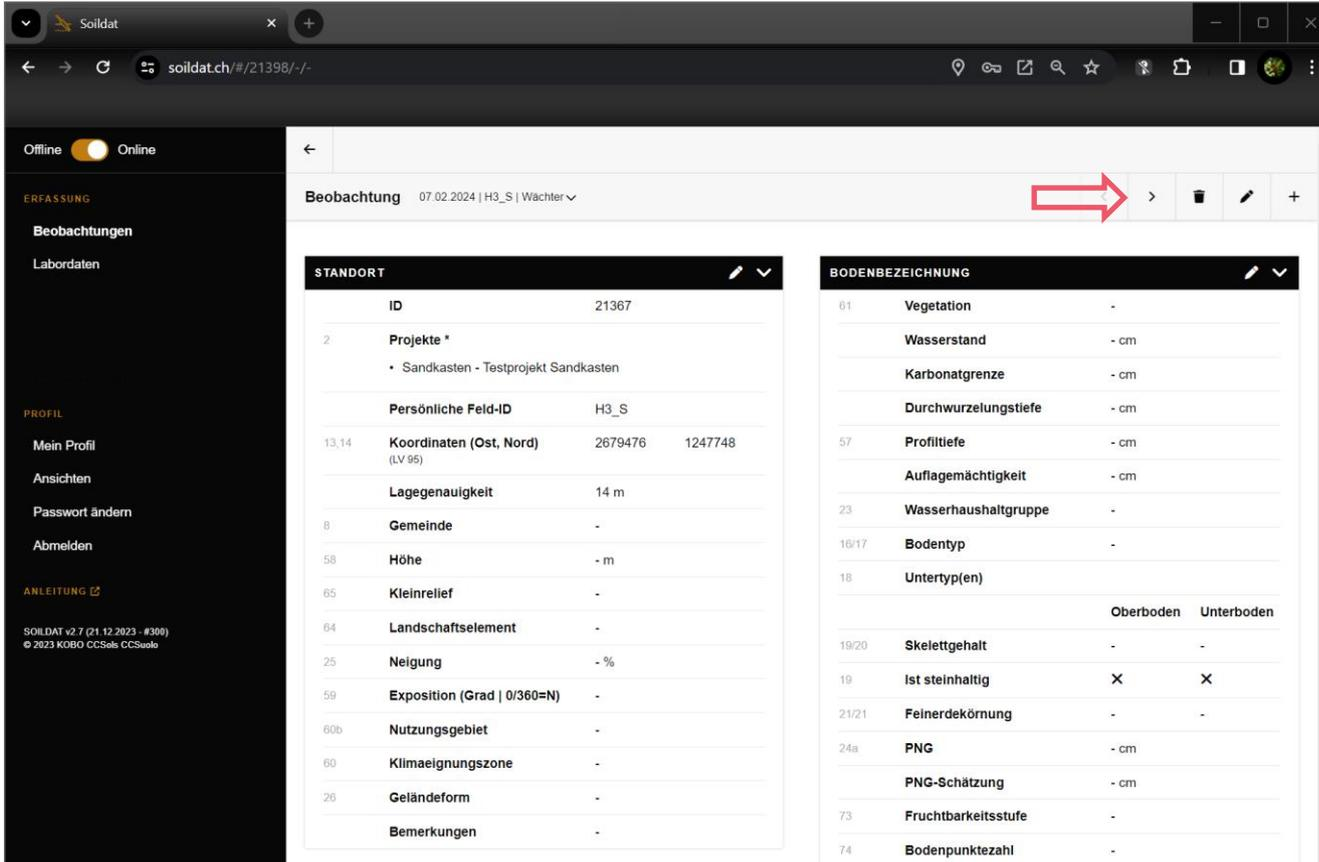 Soildat
soildat.ch/#/21398/-/-
Offline Online
ERFASSUNG
Beobachtungen
Labordaten
PROFIL
Mein Profil
Ansichten
Passwort ändern
Abmelden
ANLEITUNG
SOILDAT v2.7 (21.12.2023 - #300)
© 2023 KOBO CCSols CCSuolo
Beobachtung 07.02.2024 | H3_S | Wächter
STANDORT
ID 21367
2 Projekte *
• Sandkasten - Testprojekt Sandkasten
Persönliche Feld-ID H3_S
13,14 Koordinaten (Ost, Nord) 2679476 1247748
(LV 95)
Lagegenauigkeit 14 m
8 Gemeinde -
58 Höhe - m
65 Kleinrelief -
64 Landschaftselement -
25 Neigung - %
59 Exposition (Grad | 0/360=N) -
60b Nutzungsgebiet -
60 Klimaeignungszone -
26 Geländeform -
Bemerkungen -
BODENBEZEICHNUNG
61 Vegetation -
Wasserstand - cm
Karbonatgrenze - cm
Durchwurzelungstiefe - cm
57 Profiltiefe - cm
Auflagemächtigkeit - cm
23 Wasserhaushaltgruppe -
16/17 Bodentyp -
18 Untertyp(en)
Oberboden Unterboden
19/20 Skelettgehalt - -
19 Ist steinhaltig ✕ ✕
21/21 Feinerdekörnung - -
24a PNG - cm
PNG-Schätzung - cm
73 Fruchtbarkeitsstufe -
74 Bodenpunktezahl -